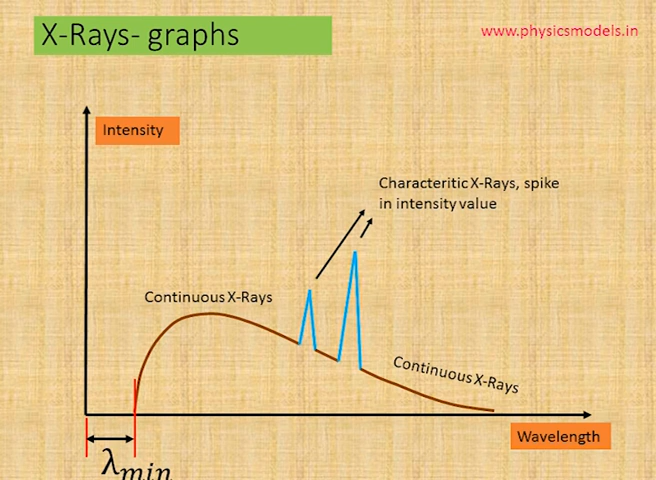 X-Rays- graphs
www.physicsmodels.in
Intensity
Characteritic X-Rays, spike
in intensity value
Continuous X-Rays
Continuous X-Rays
Wavelength
λmin